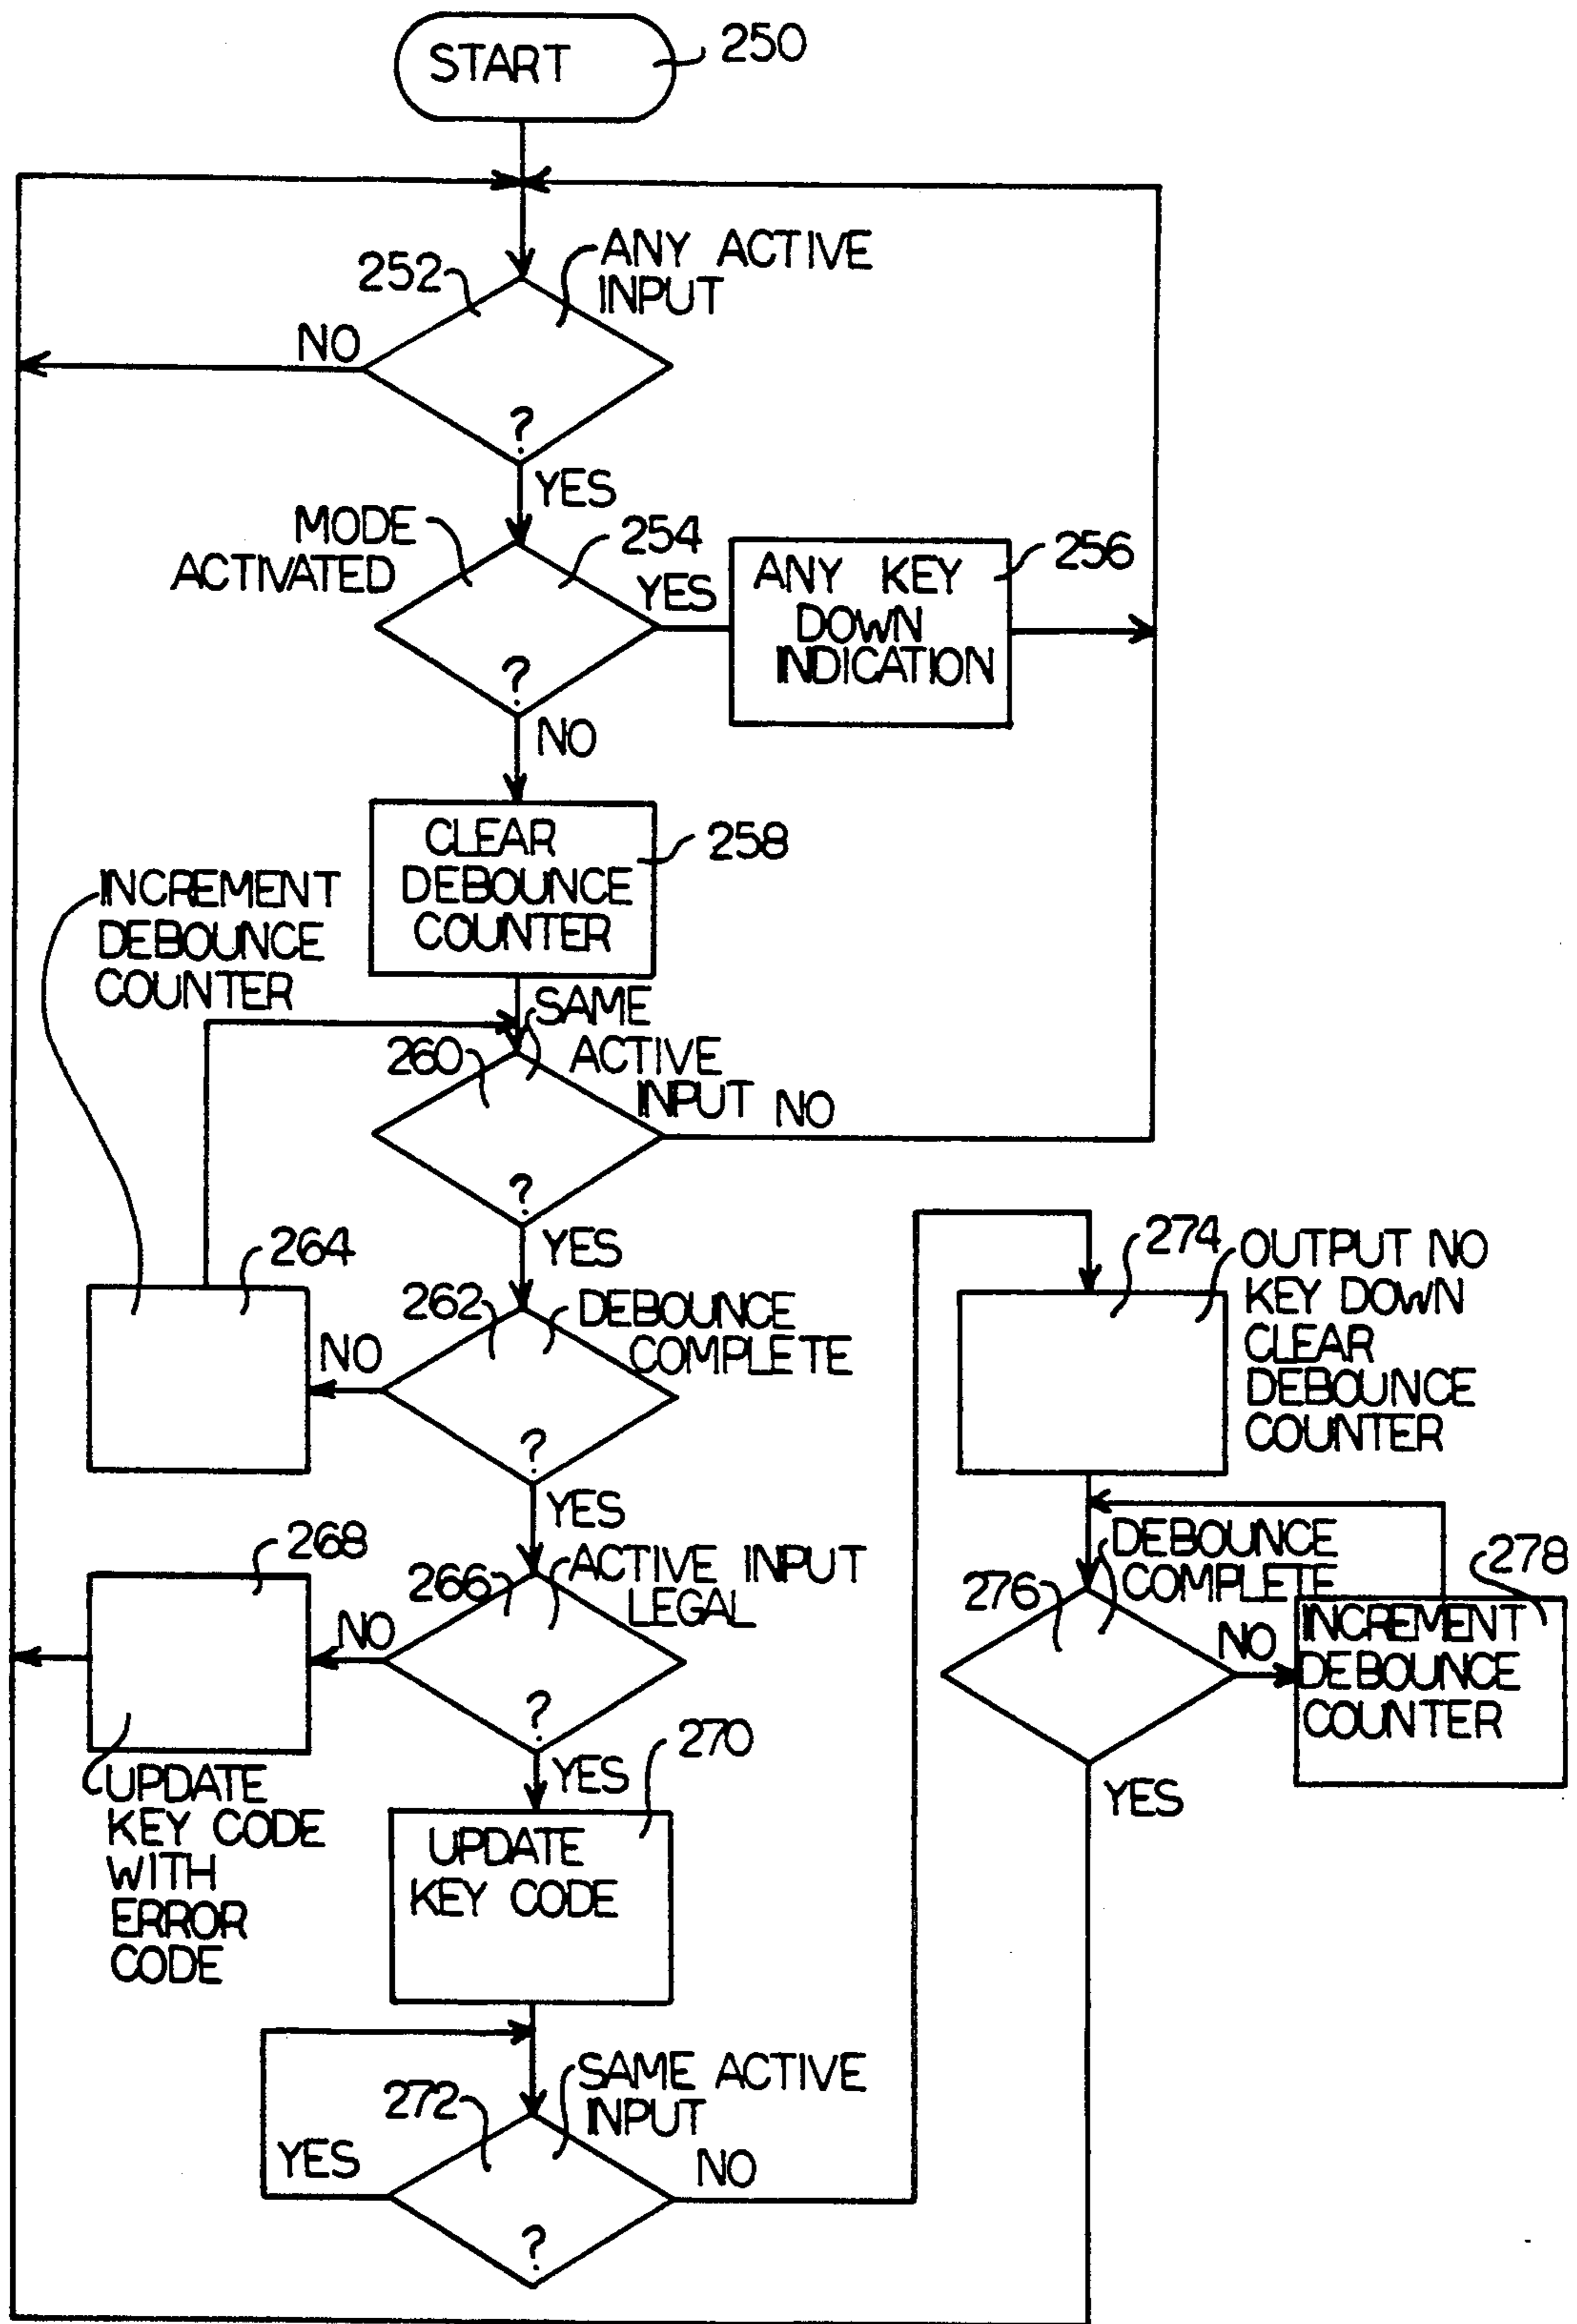 START
250
252
ANY ACTIVE
INPUT
NO
?
YES
MODE
ACTIVATED
254
YES
ANY KEY
DOWN
INDICATION
256
?
NO
CLEAR
DEBOUNCE
COUNTER
258
INCREMENT
DEBOUNCE
COUNTER
SAME
ACTIVE
INPUT
260
NO
?
YES
264
262
DEBOUNCE
COMPLETE
NO
?
YES
268
266
ACTIVE INPUT
LEGAL
NO
?
YES
270
UPDATE
KEY CODE
WITH
ERROR
CODE
UPDATE
KEY CODE
272
SAME ACTIVE
INPUT
YES
NO
?
274
OUTPUT NO
KEY DOWN
CLEAR
DEBOUNCE
COUNTER
276
DEBOUNCE
COMPLETE
NO
278
INCREMENT
DEBOUNCE
COUNTER
YES